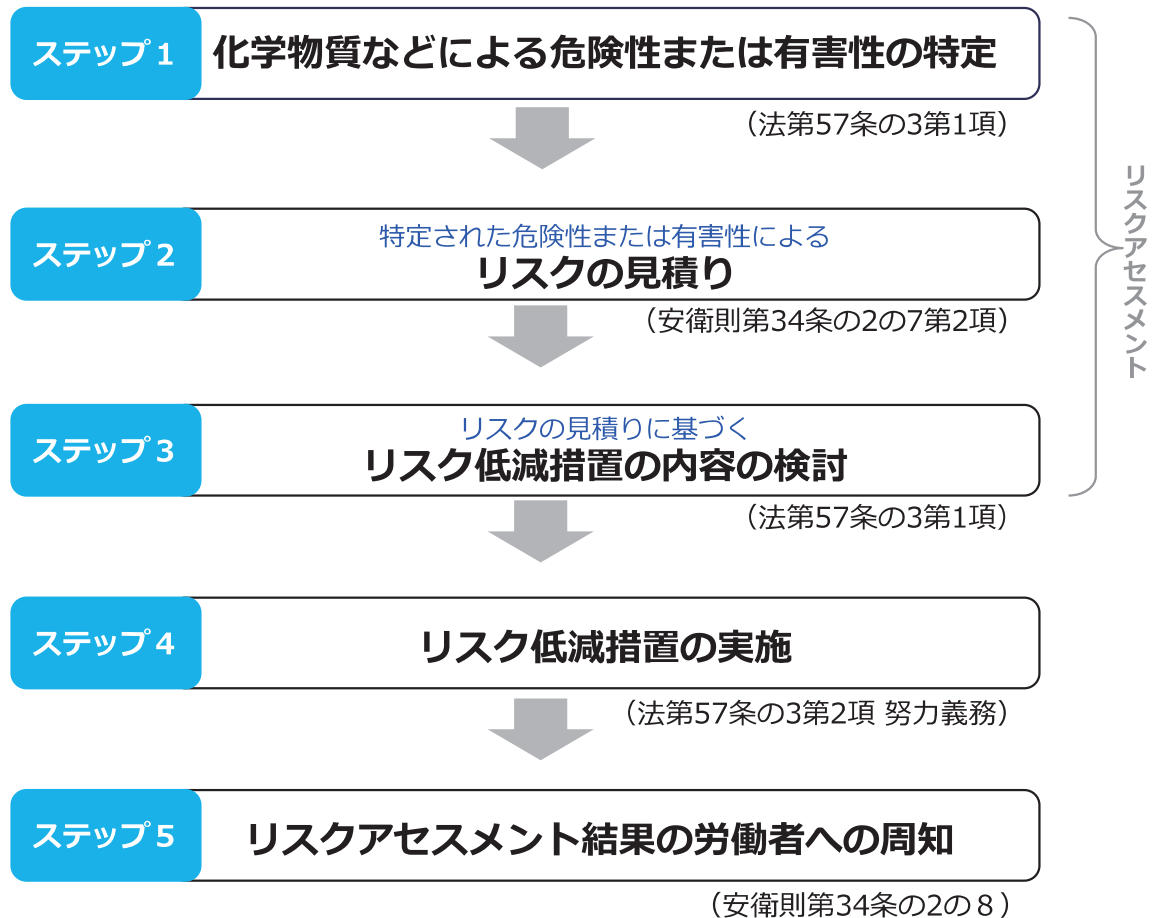 ステップ1
化学物質などによる危険性または有害性の特定
（法第57条の3第1項）
ステップ2
特定された危険性または有害性による
リスクの見積り
（安衛則第34条の2の7第2項）
ステップ3
リスクの見積りに基づく
リスク低減措置の内容の検討
（法第57条の3第1項）
リスクアセスメント
ステップ4
リスク低減措置の実施
（法第57条の3第2項 努力義務）
ステップ5
リスクアセスメント結果の労働者への周知
（安衛則第34条の2の８）